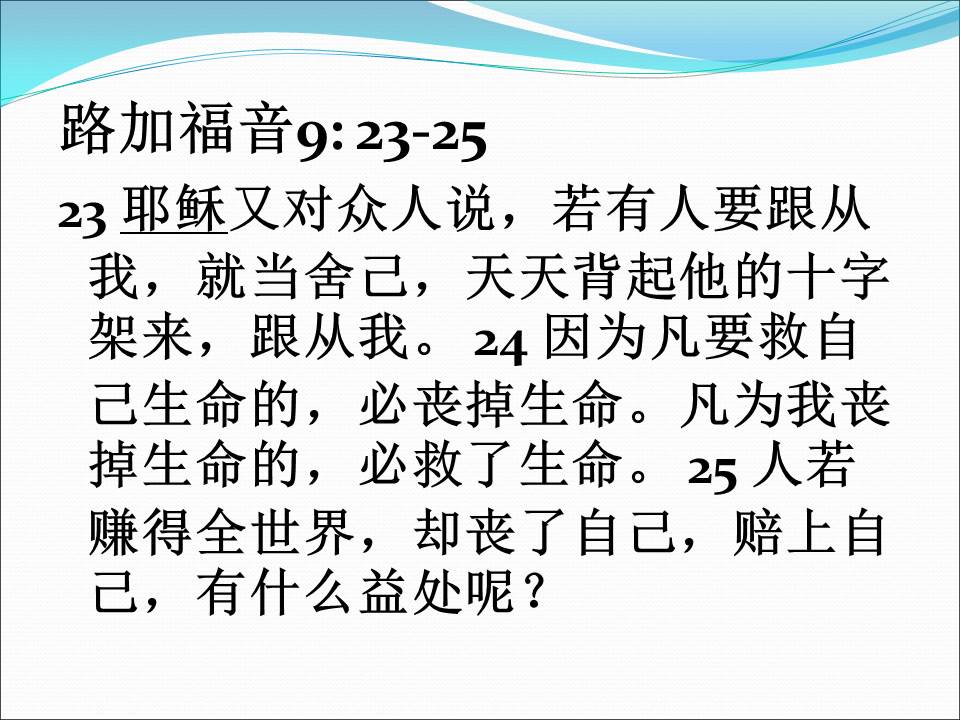 路加福音9: 23-25
23 耶稣又对众人说，若有人要跟从
我，就当舍己，天天背起他的十字
架来，跟从我。 24 因为凡要救自
己生命的，必丧掉生命。凡为我丧
掉生命的，必救了生命。 25 人若
赚得全世界，却丧了自己，赔上自
己，有什么益处呢？